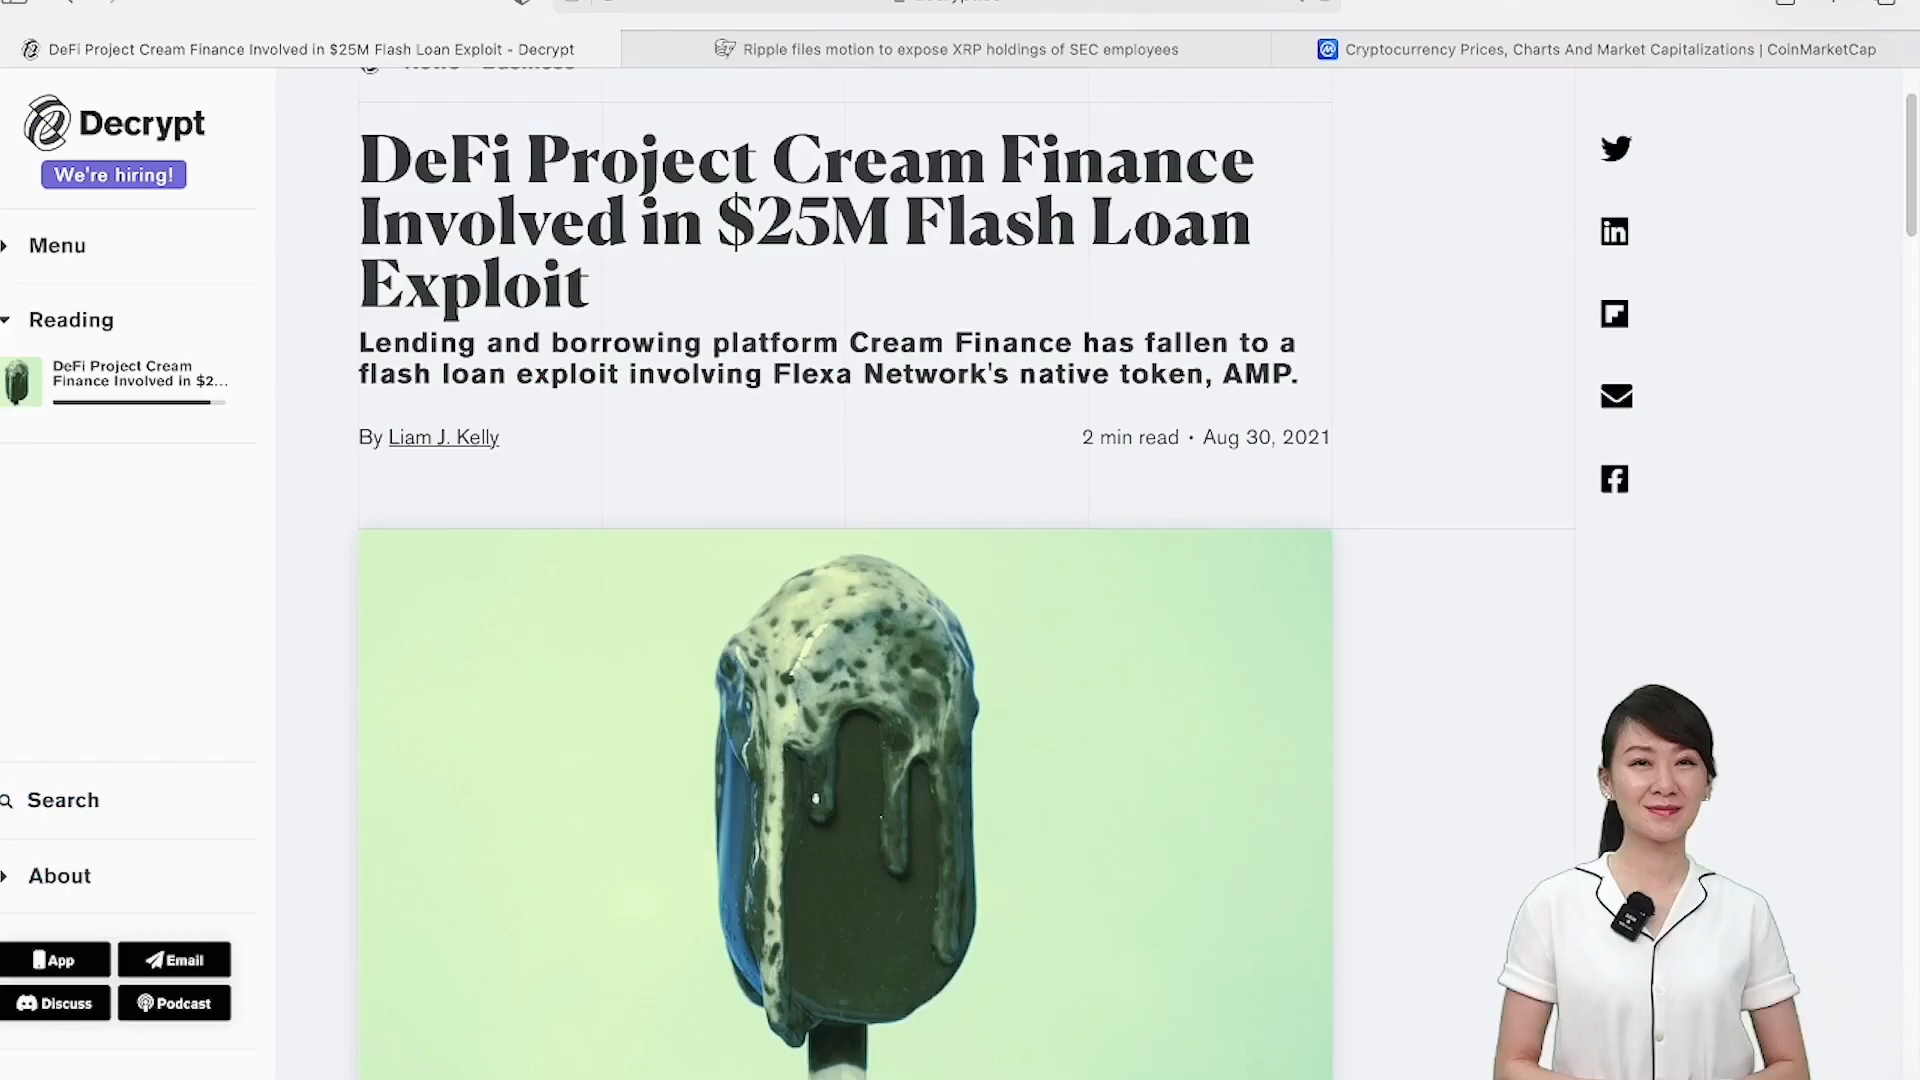 DeFi Project Cream Finance Involved in $25M Flash Loan Exploit - Decrypt
Ripple files motion to expose XRP holdings of SEC employees
Cryptocurrency Prices, Charts And Market Capitalizations | CoinMarketCap
Decrypt
We're hiring!
Menu
Reading
DeFi Project Cream
Finance Involved in $2...
Search
About
App
Email
Discuss
Podcast
DeFi Project Cream Finance
Involved in $25M Flash Loan
Exploit
Lending and borrowing platform Cream Finance has fallen to a
flash loan exploit involving Flexa Network's native token, AMP.
By Liam J. Kelly
2 min read • Aug 30, 2021